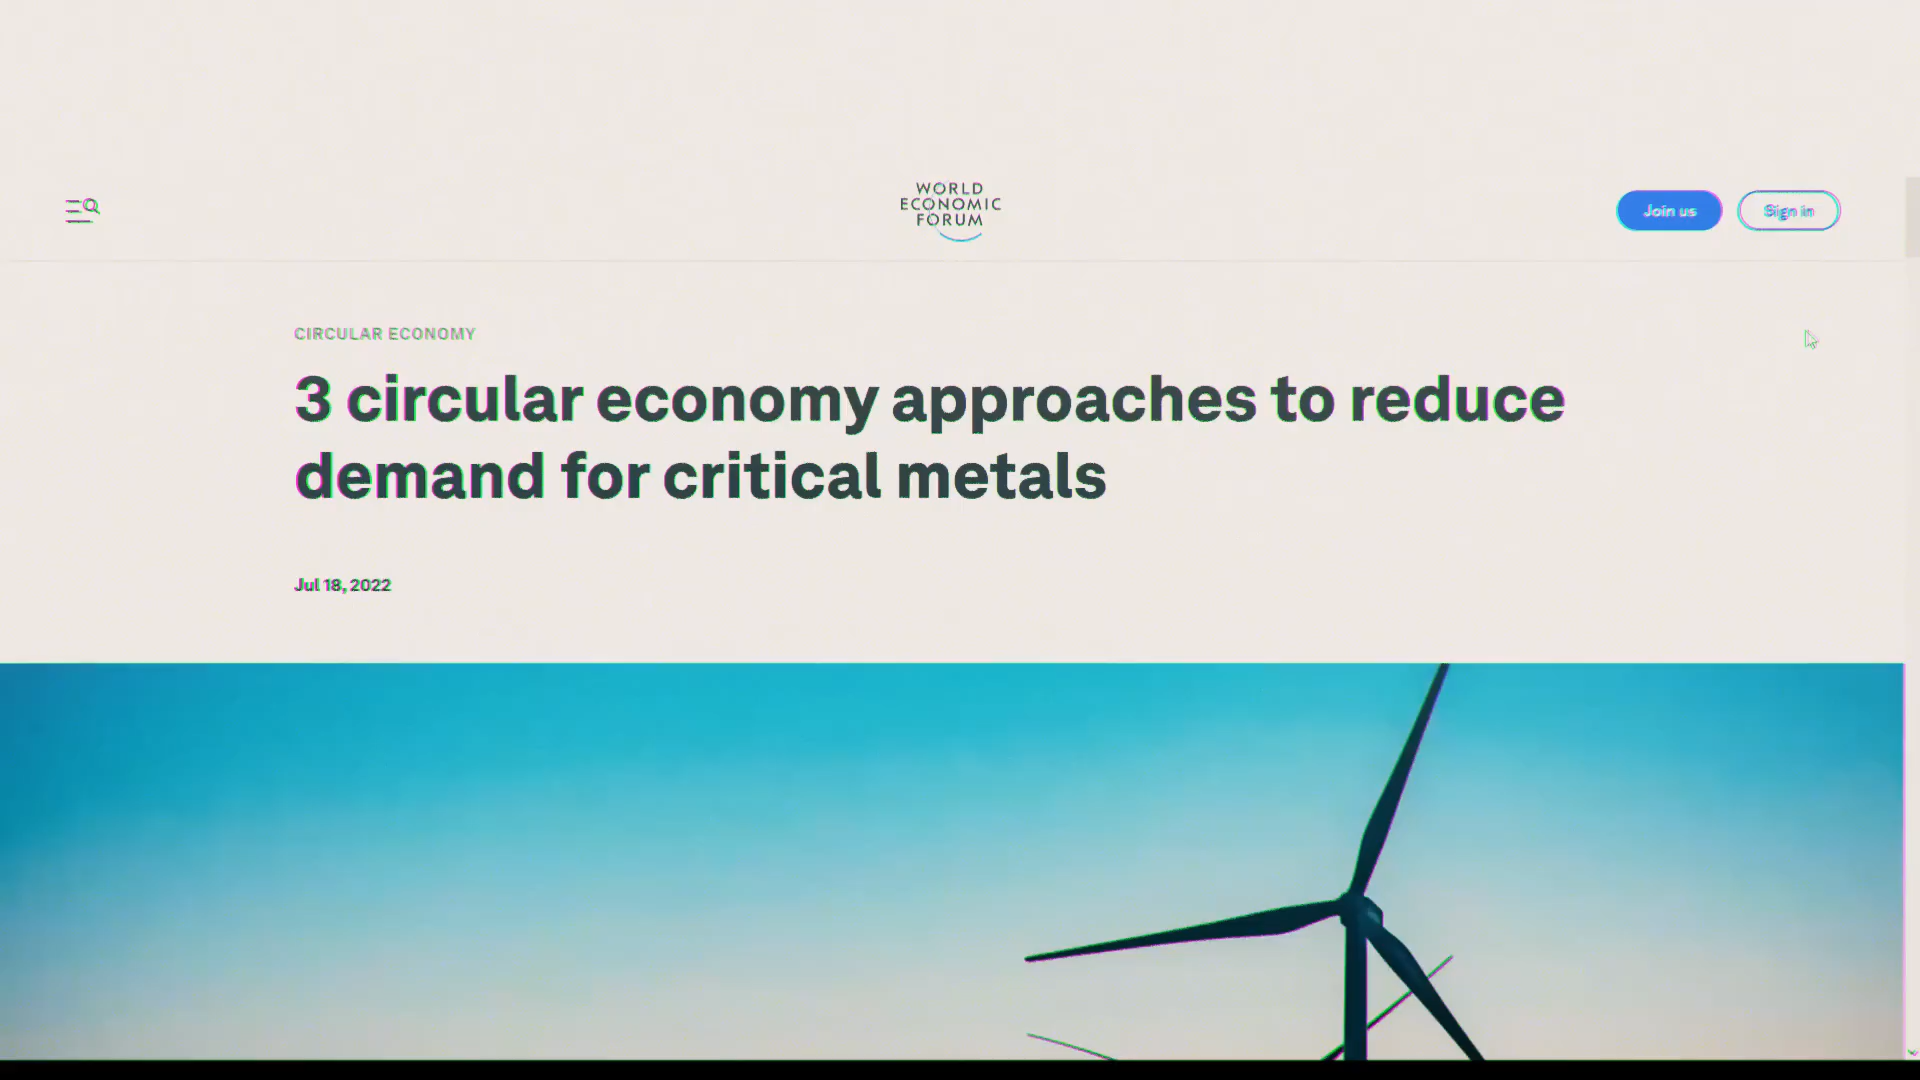 WORLD
ECONOMIC
FORUM
Join us
Sign in
CIRCULAR ECONOMY
3 circular economy approaches to reduce
demand for critical metals
Jul 18, 2022